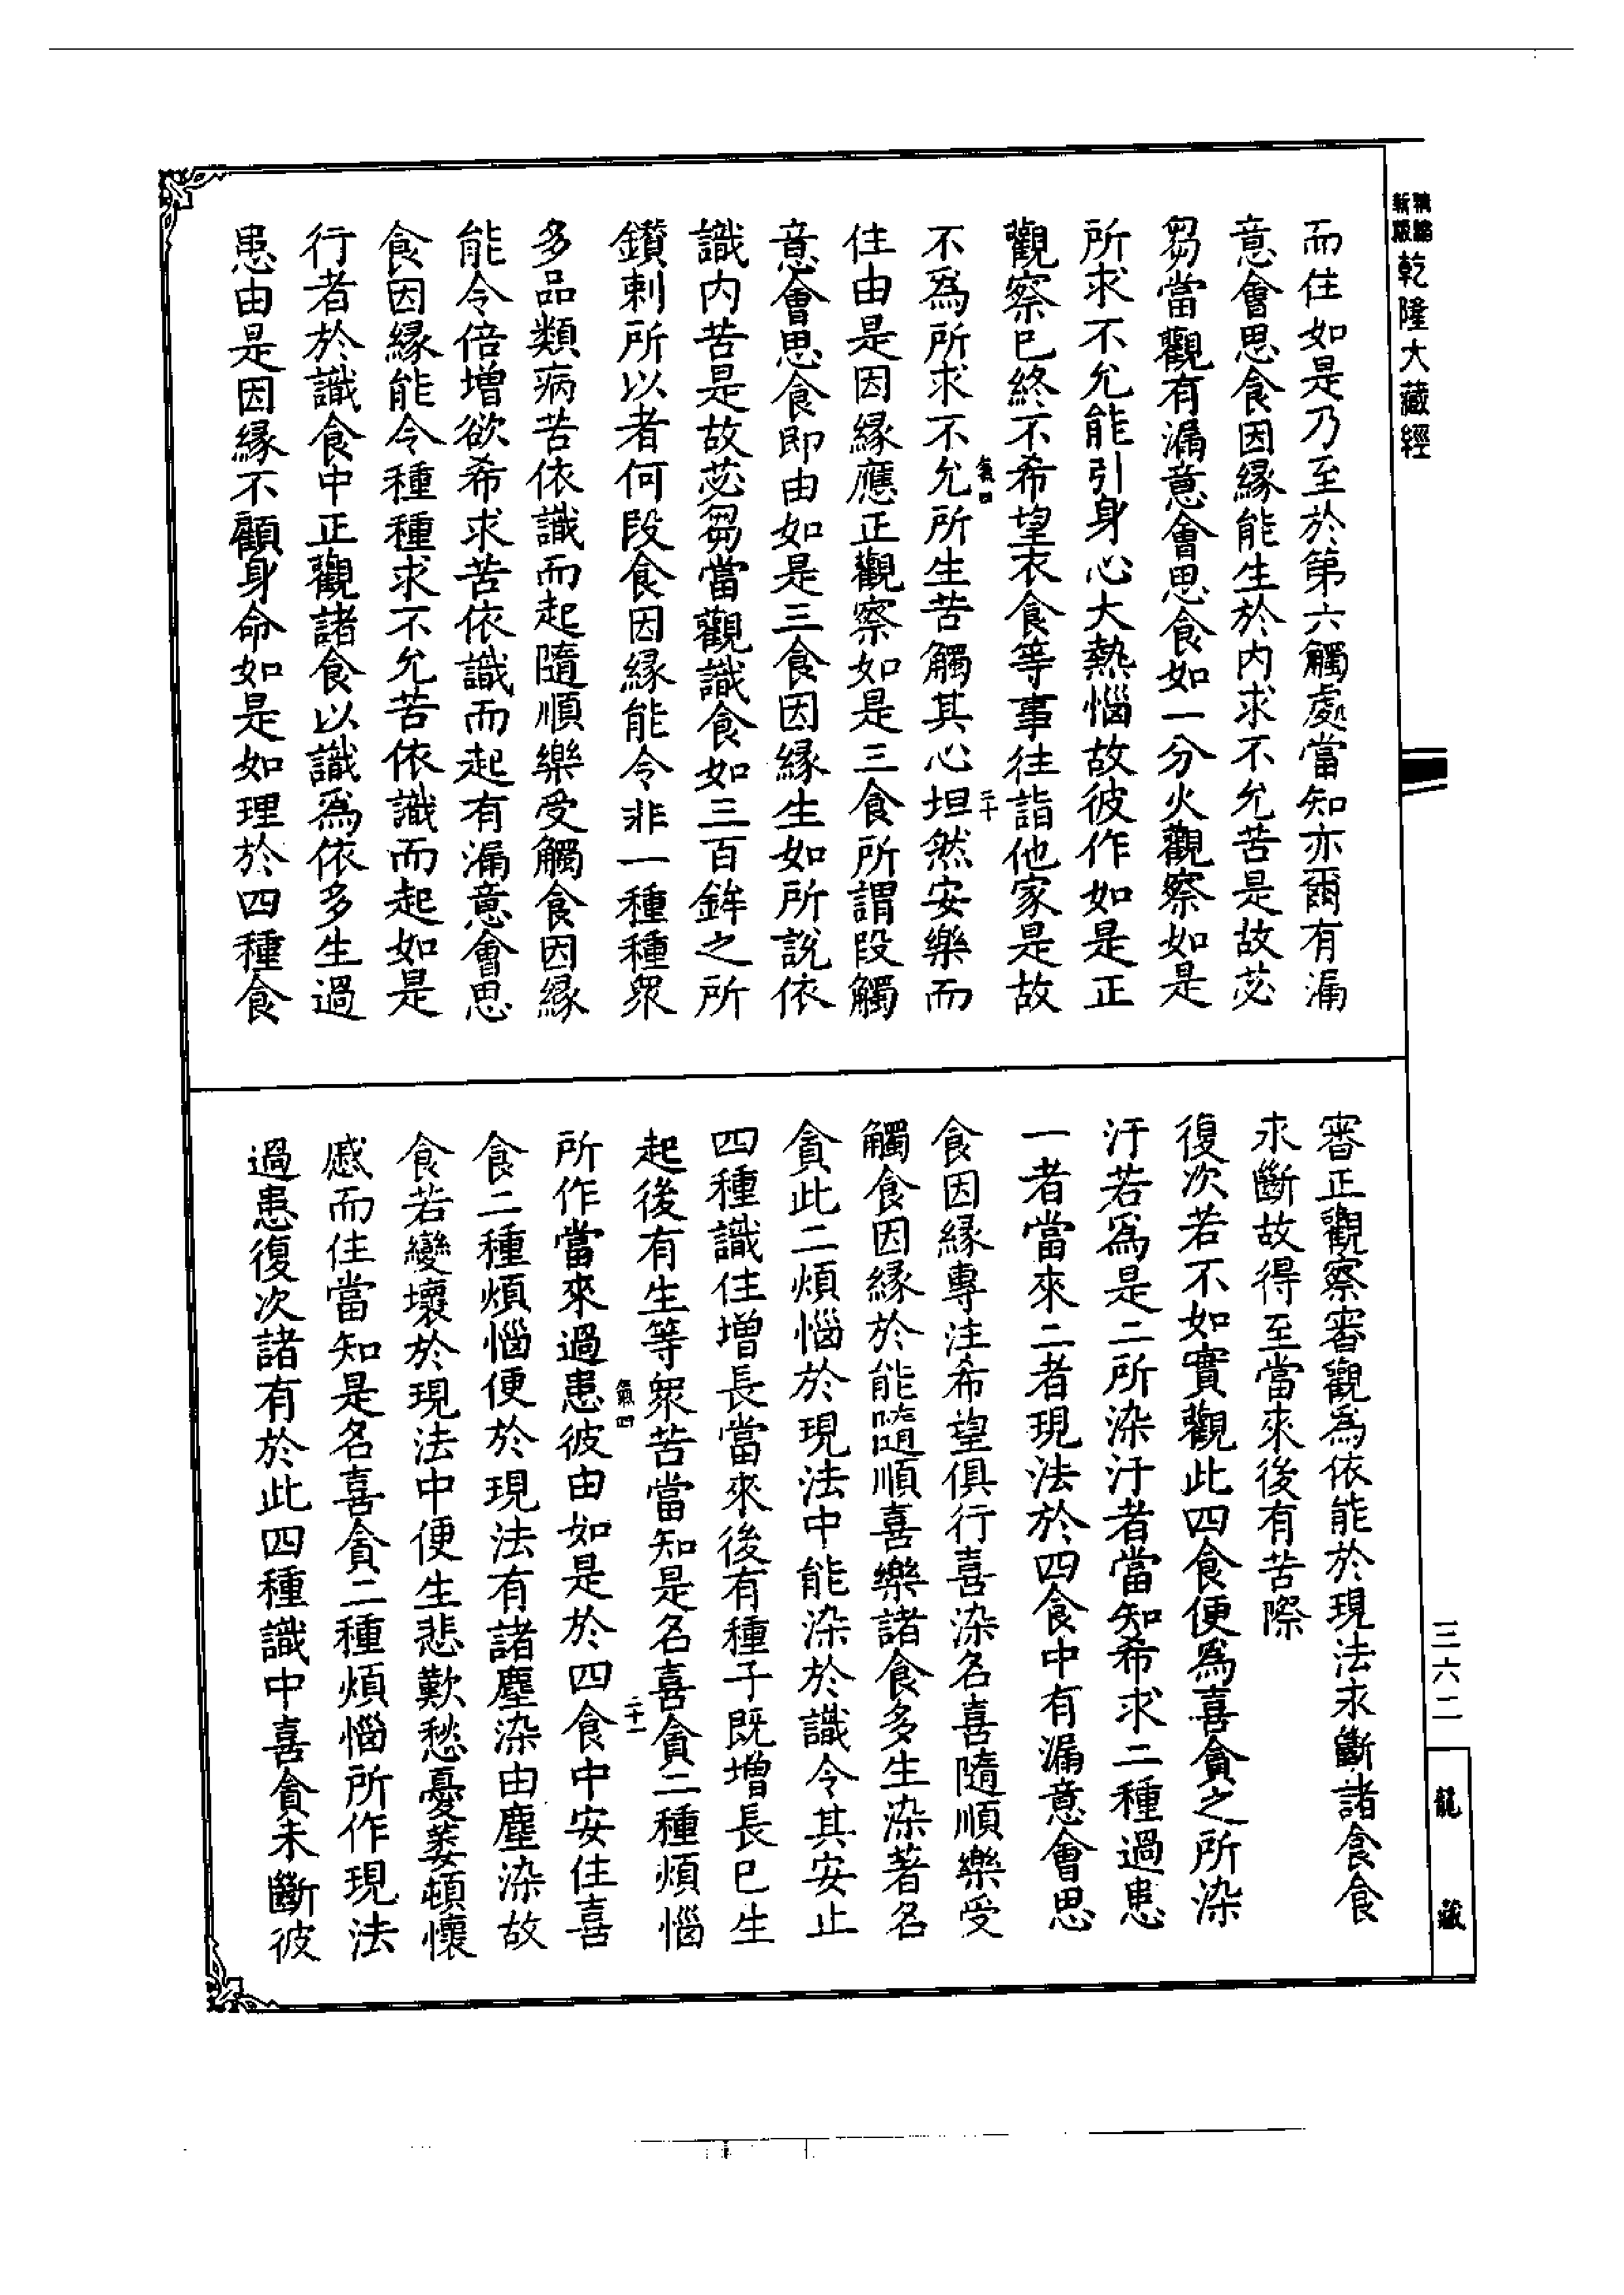 精縮
新版
乾隆大藏經
而住如是乃至於第六觸處當知亦爾有漏
意會思食因緣能生於内求不允苦是故苾
芻當觀有漏意會思食如一分火觀察如是
所求不允能引身心大熱惱故彼作如是正
觀察已終不希望衣食等事往詣他家是故
氣四
二十
不為所求不允所生苦觸其心坦然安樂而
住由是因緣應正觀察如是三食所謂段觸
意會思食即由如是三食因緣生如所説依
識内苦是故苾芻當觀識食如三百鉾之所
鑚刺所以者何段食因緣能令非一種種衆
多品類病苦依識而起隨順樂受觸食因緣
能令倍增欲希求苦依識而起有漏意會思
食因緣能令種種求不允苦依識而起如是
行者於識食中正觀諸食以識為依多生過
患由是因緣不顧身命如是如理於四種食
審正觀察審觀為依能於現法永斷諸食食
永斷故得至當來後有苦際
復次若不如實觀此四食便為喜貪之所染
汙若為是二所染汙者當知希求二種過患
一者當來二者現法於四食中有漏意會思
食因緣專注希望俱行喜染名喜隨順樂受
觸食因緣於能隨順喜樂諸食多生染著名
貪此二煩惱於現法中能染於識令其安止
四種識住增長當來後有種子既增長已生
起後有生等衆苦當知是名喜貪二種煩惱
氣四
二十一
所作當來過患彼由如是於四食中安住喜
食二種煩惱便於現法有諸塵染由塵染故
食若變壞於現法中便生悲歎愁憂萎頓懷
慼而住當知是名喜貪二種煩惱所作現法
過患復次諸有於此四種識中喜貪未斷彼
三六二
龍藏